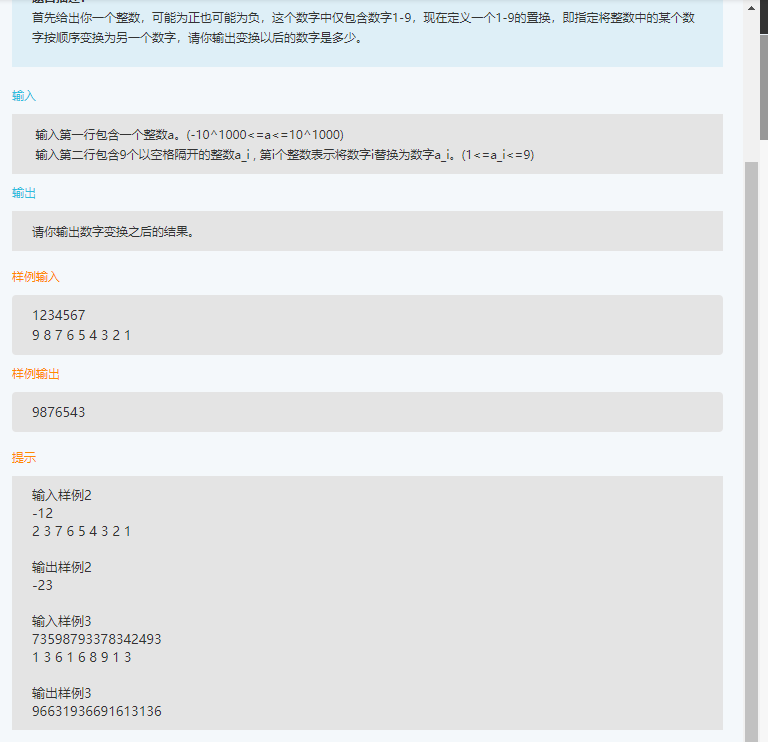 首先给出你一个整数，可能为正也可能为负，这个数字中仅包含数字1-9，现在定义一个1-9的置换，即指定将整数中的某个数
字按顺序变换为另一个数字，请你输出变换以后的数字是多少。
输入
输入第一行包含一个整数a。(-10^1000<=a<=10^1000)
输入第二行包含9个以空格隔开的整数a_i , 第i个整数表示将数字i替换为数字a_i。(1<=a_i<=9)
输出
请你输出数字变换之后的结果。
样例输入
1234567
9 8 7 6 5 4 3 2 1
样例输出
9876543
提示
输入样例2
-12
2 3 7 6 5 4 3 2 1
输出样例2
-23
输入样例3
73598793378342493
1 3 6 1 6 8 9 1 3
输出样例3
96631936691613136